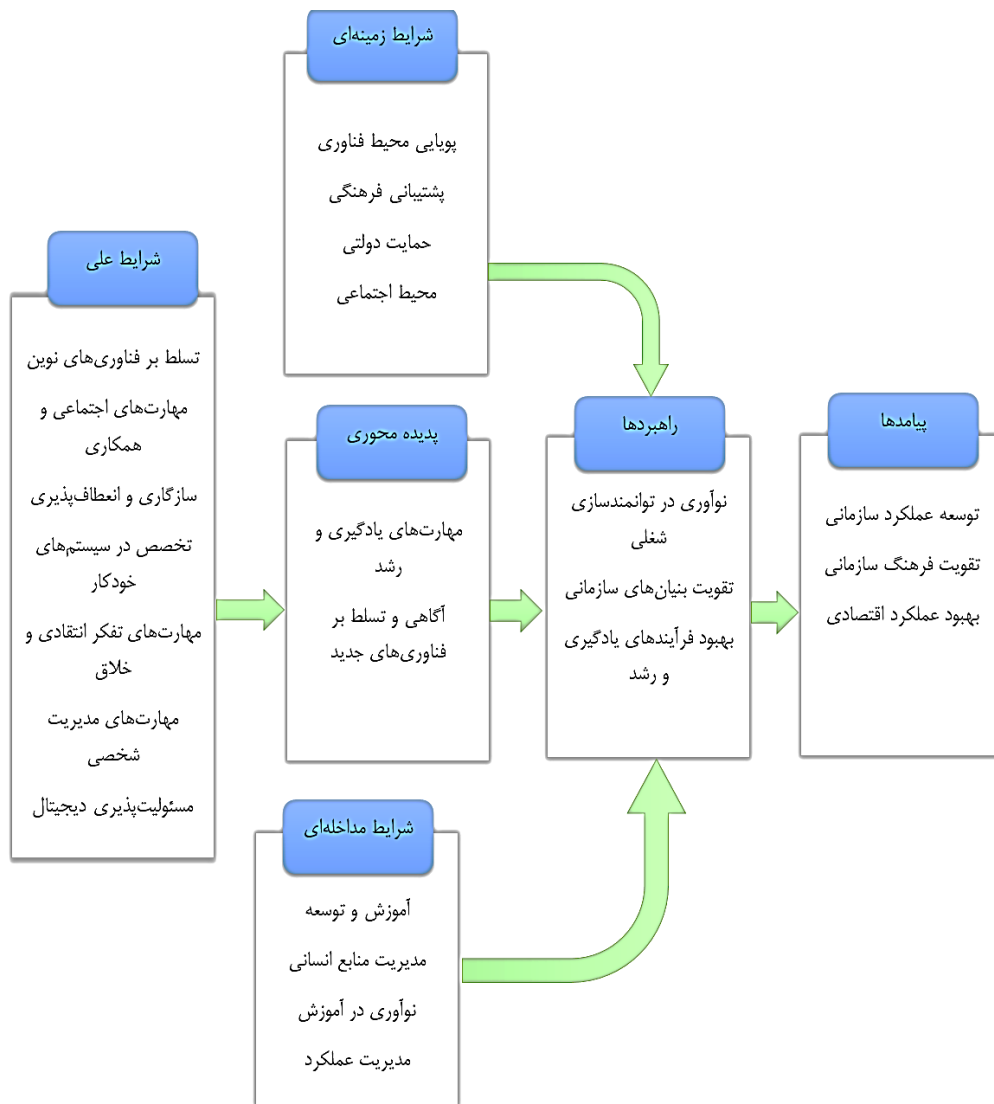 شرایط زمینه‌ای
پویایی محیط فناوری
پشتیبانی فرهنگی
حمایت دولتی
محیط اجتماعی
شرایط علی
تسلط بر فناوری‌های نوین
مهارت‌های اجتماعی و
همکاری
سازگاری و انعطاف‌پذیری
تخصص در سیستم‌های
خودکار
مهارت‌های تفکر انتقادی و
خلاق
مهارت‌های مدیریت
شخصی
مسئولیت‌پذیری دیجیتال
پدیده محوری
مهارت‌های یادگیری و
رشد
آگاهی و تسلط بر
فناوری‌های جدید
راهبردها
نوآوری در توانمندسازی
شغلی
تقویت بنیان‌های سازمانی
بهبود فرآیندهای یادگیری
و رشد
پیامدها
توسعه عملکرد سازمانی
تقویت فرهنگ سازمانی
بهبود عملکرد اقتصادی
شرایط مداخله‌ای
آموزش و توسعه
مدیریت منابع انسانی
نوآوری در آموزش
مدیریت عملکرد